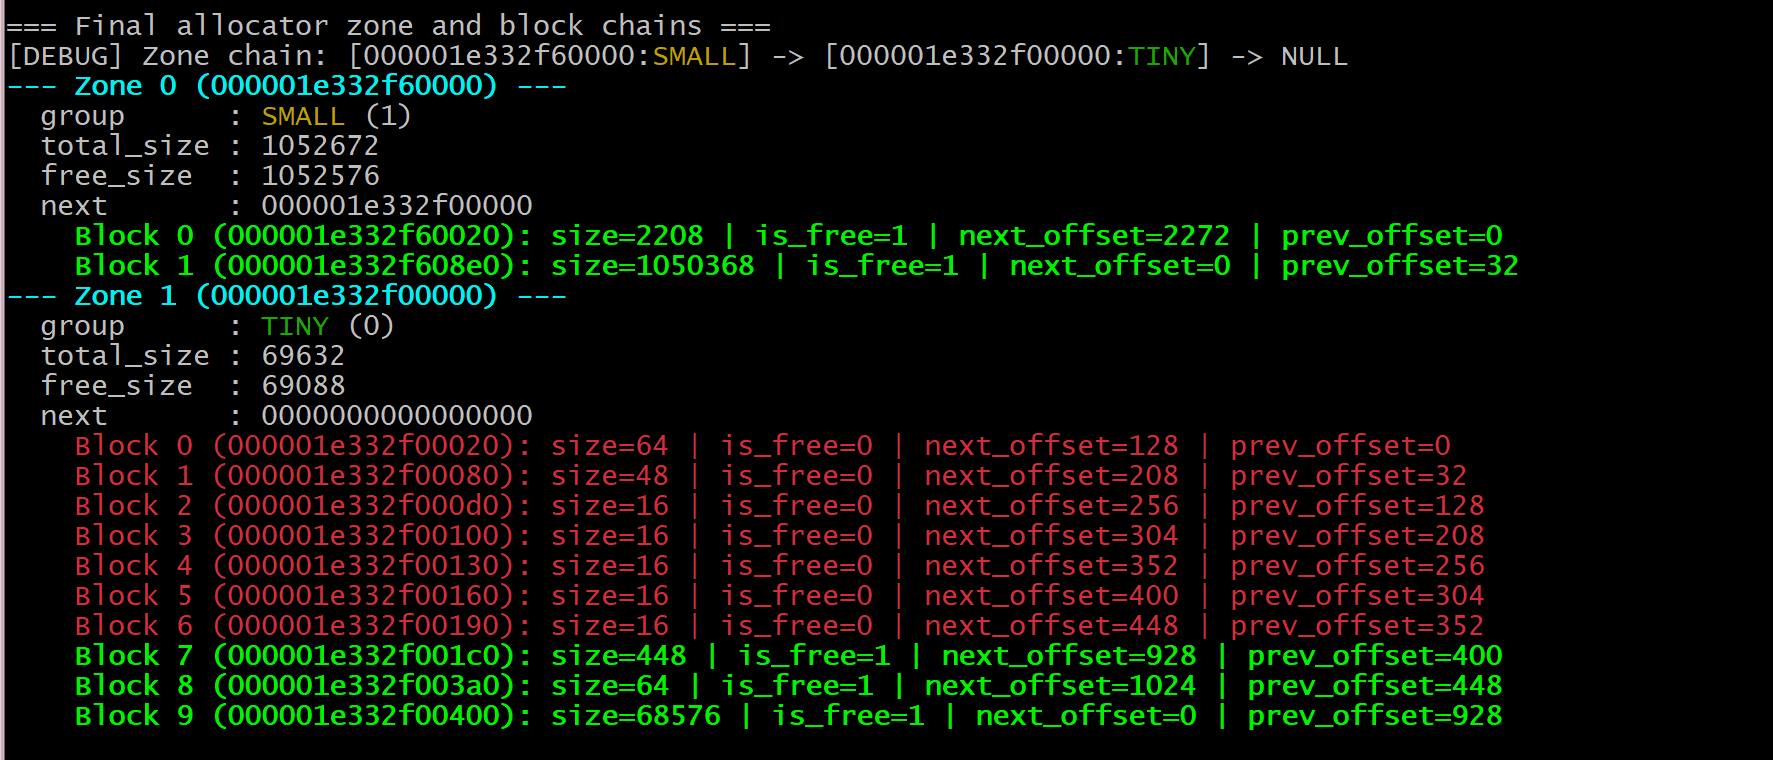 === Final allocator zone and block chains ===
[DEBUG] Zone chain: [000001e332f60000:SMALL] -> [000001e332f00000:TINY] -> NULL
--- Zone 0 (000001e332f60000) ---
  group      : SMALL (1)
  total_size : 1052672
  free_size  : 1052576
  next       : 000001e332f00000
    Block 0 (000001e332f60020): size=2208 | is_free=1 | next_offset=2272 | prev_offset=0
    Block 1 (000001e332f608e0): size=1050368 | is_free=1 | next_offset=0 | prev_offset=32
--- Zone 1 (000001e332f00000) ---
  group      : TINY (0)
  total_size : 69632
  free_size  : 69088
  next       : 0000000000000000
    Block 0 (000001e332f00020): size=64 | is_free=0 | next_offset=128 | prev_offset=0
    Block 1 (000001e332f00080): size=48 | is_free=0 | next_offset=208 | prev_offset=32
    Block 2 (000001e332f000d0): size=16 | is_free=0 | next_offset=256 | prev_offset=128
    Block 3 (000001e332f00100): size=16 | is_free=0 | next_offset=304 | prev_offset=208
    Block 4 (000001e332f00130): size=16 | is_free=0 | next_offset=352 | prev_offset=256
    Block 5 (000001e332f00160): size=16 | is_free=0 | next_offset=400 | prev_offset=304
    Block 6 (000001e332f00190): size=16 | is_free=0 | next_offset=448 | prev_offset=352
    Block 7 (000001e332f001c0): size=448 | is_free=1 | next_offset=928 | prev_offset=400
    Block 8 (000001e332f003a0): size=64 | is_free=1 | next_offset=1024 | prev_offset=448
    Block 9 (000001e332f00400): size=68576 | is_free=1 | next_offset=0 | prev_offset=928